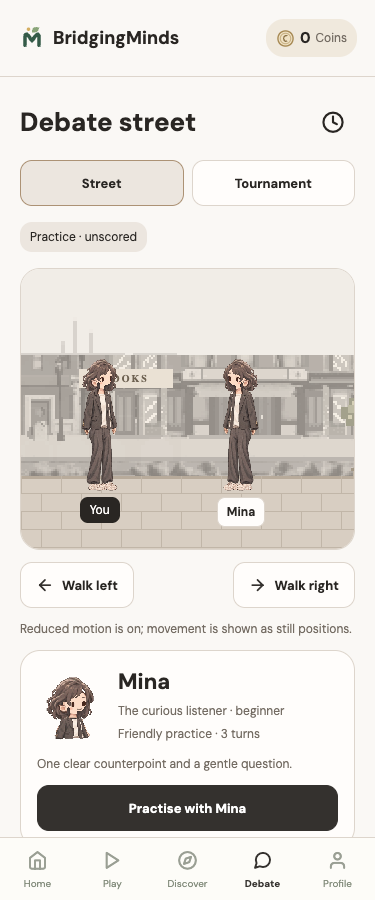 BridgingMinds
0 Coins
Debate street
Street
Tournament
Practice · unscored
OOKS
You
Mina
Walk left
Walk right
Reduced motion is on; movement is shown as still positions.
Mina
The curious listener · beginner
Friendly practice · 3 turns
One clear counterpoint and a gentle question.
Practise with Mina
Home
Play
Discover
Debate
Profile